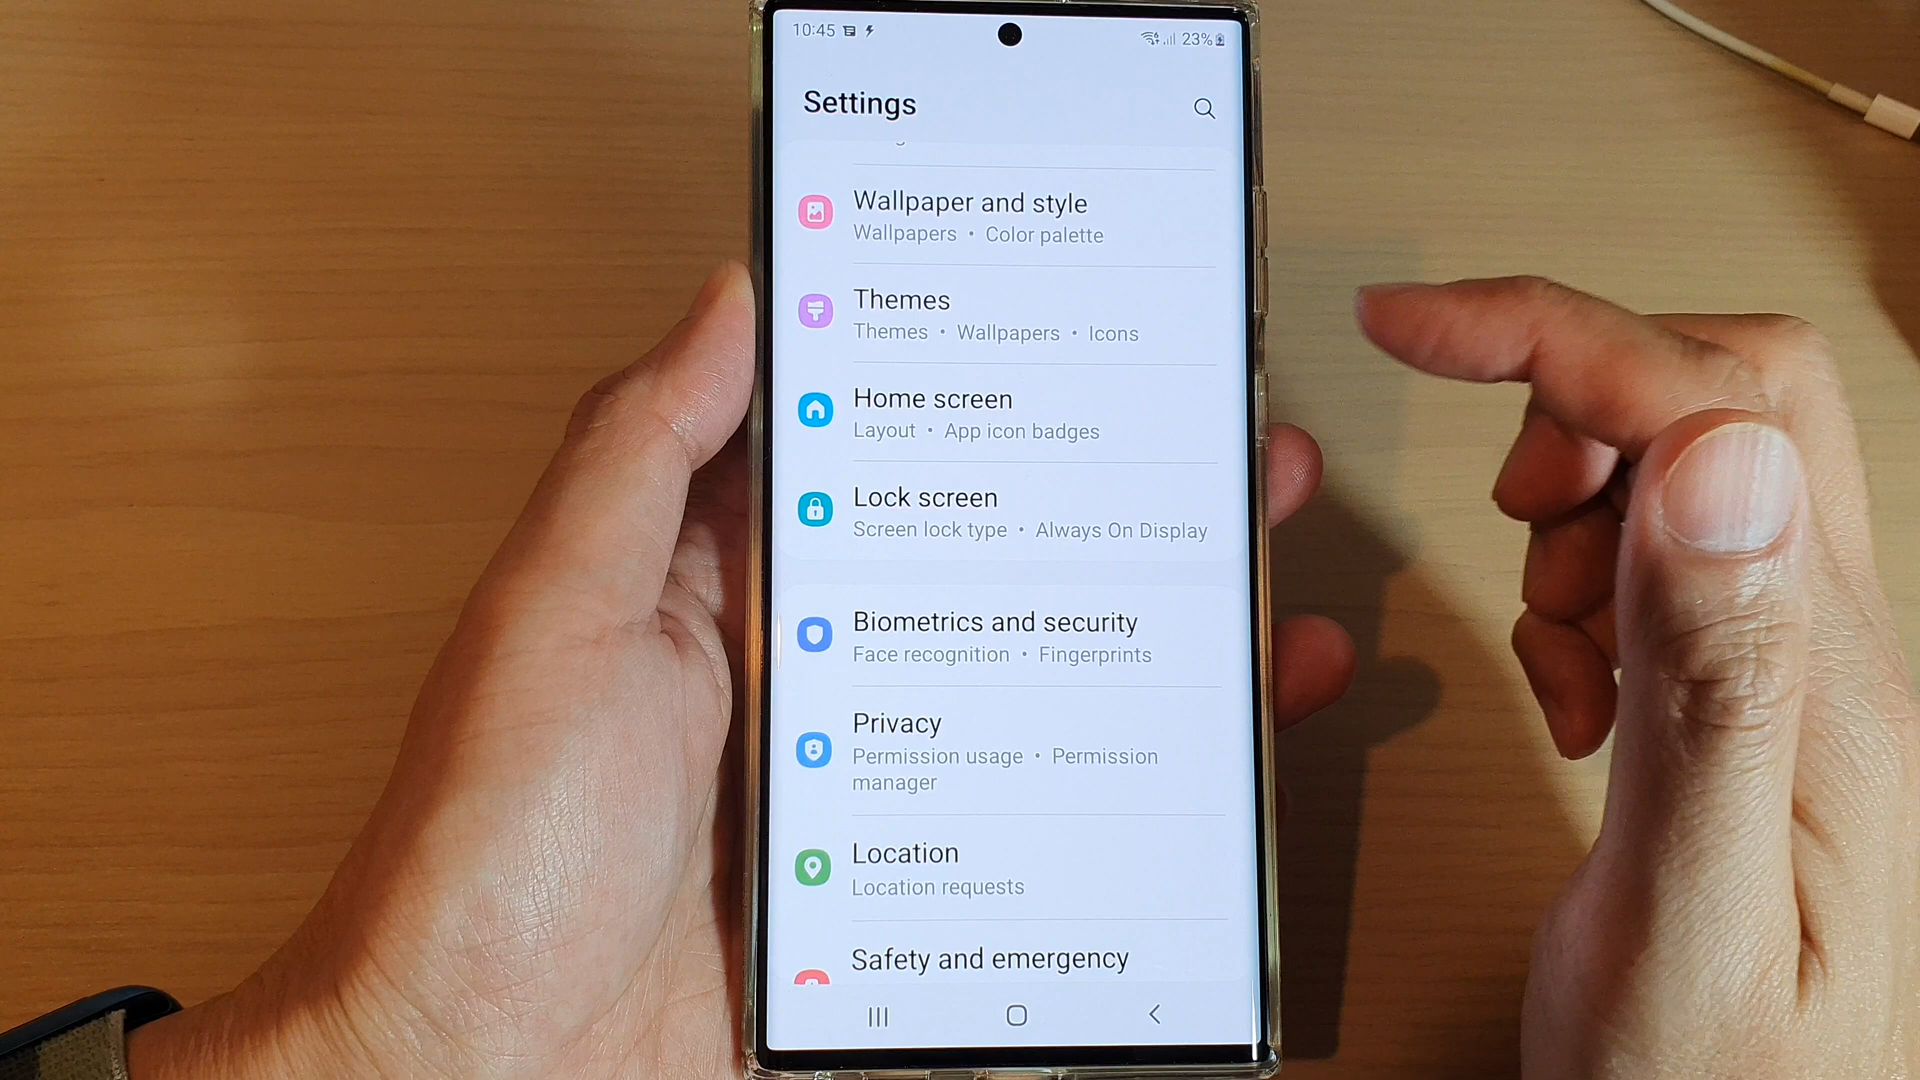 10:45
23%
Settings
Wallpaper and style
Wallpapers • Color palette
Themes
Themes • Wallpapers • Icons
Home screen
Layout • App icon badges
Lock screen
Screen lock type • Always On Display
Biometrics and security
Face recognition • Fingerprints
Privacy
Permission usage • Permission
manager
Location
Location requests
Safety and emergency